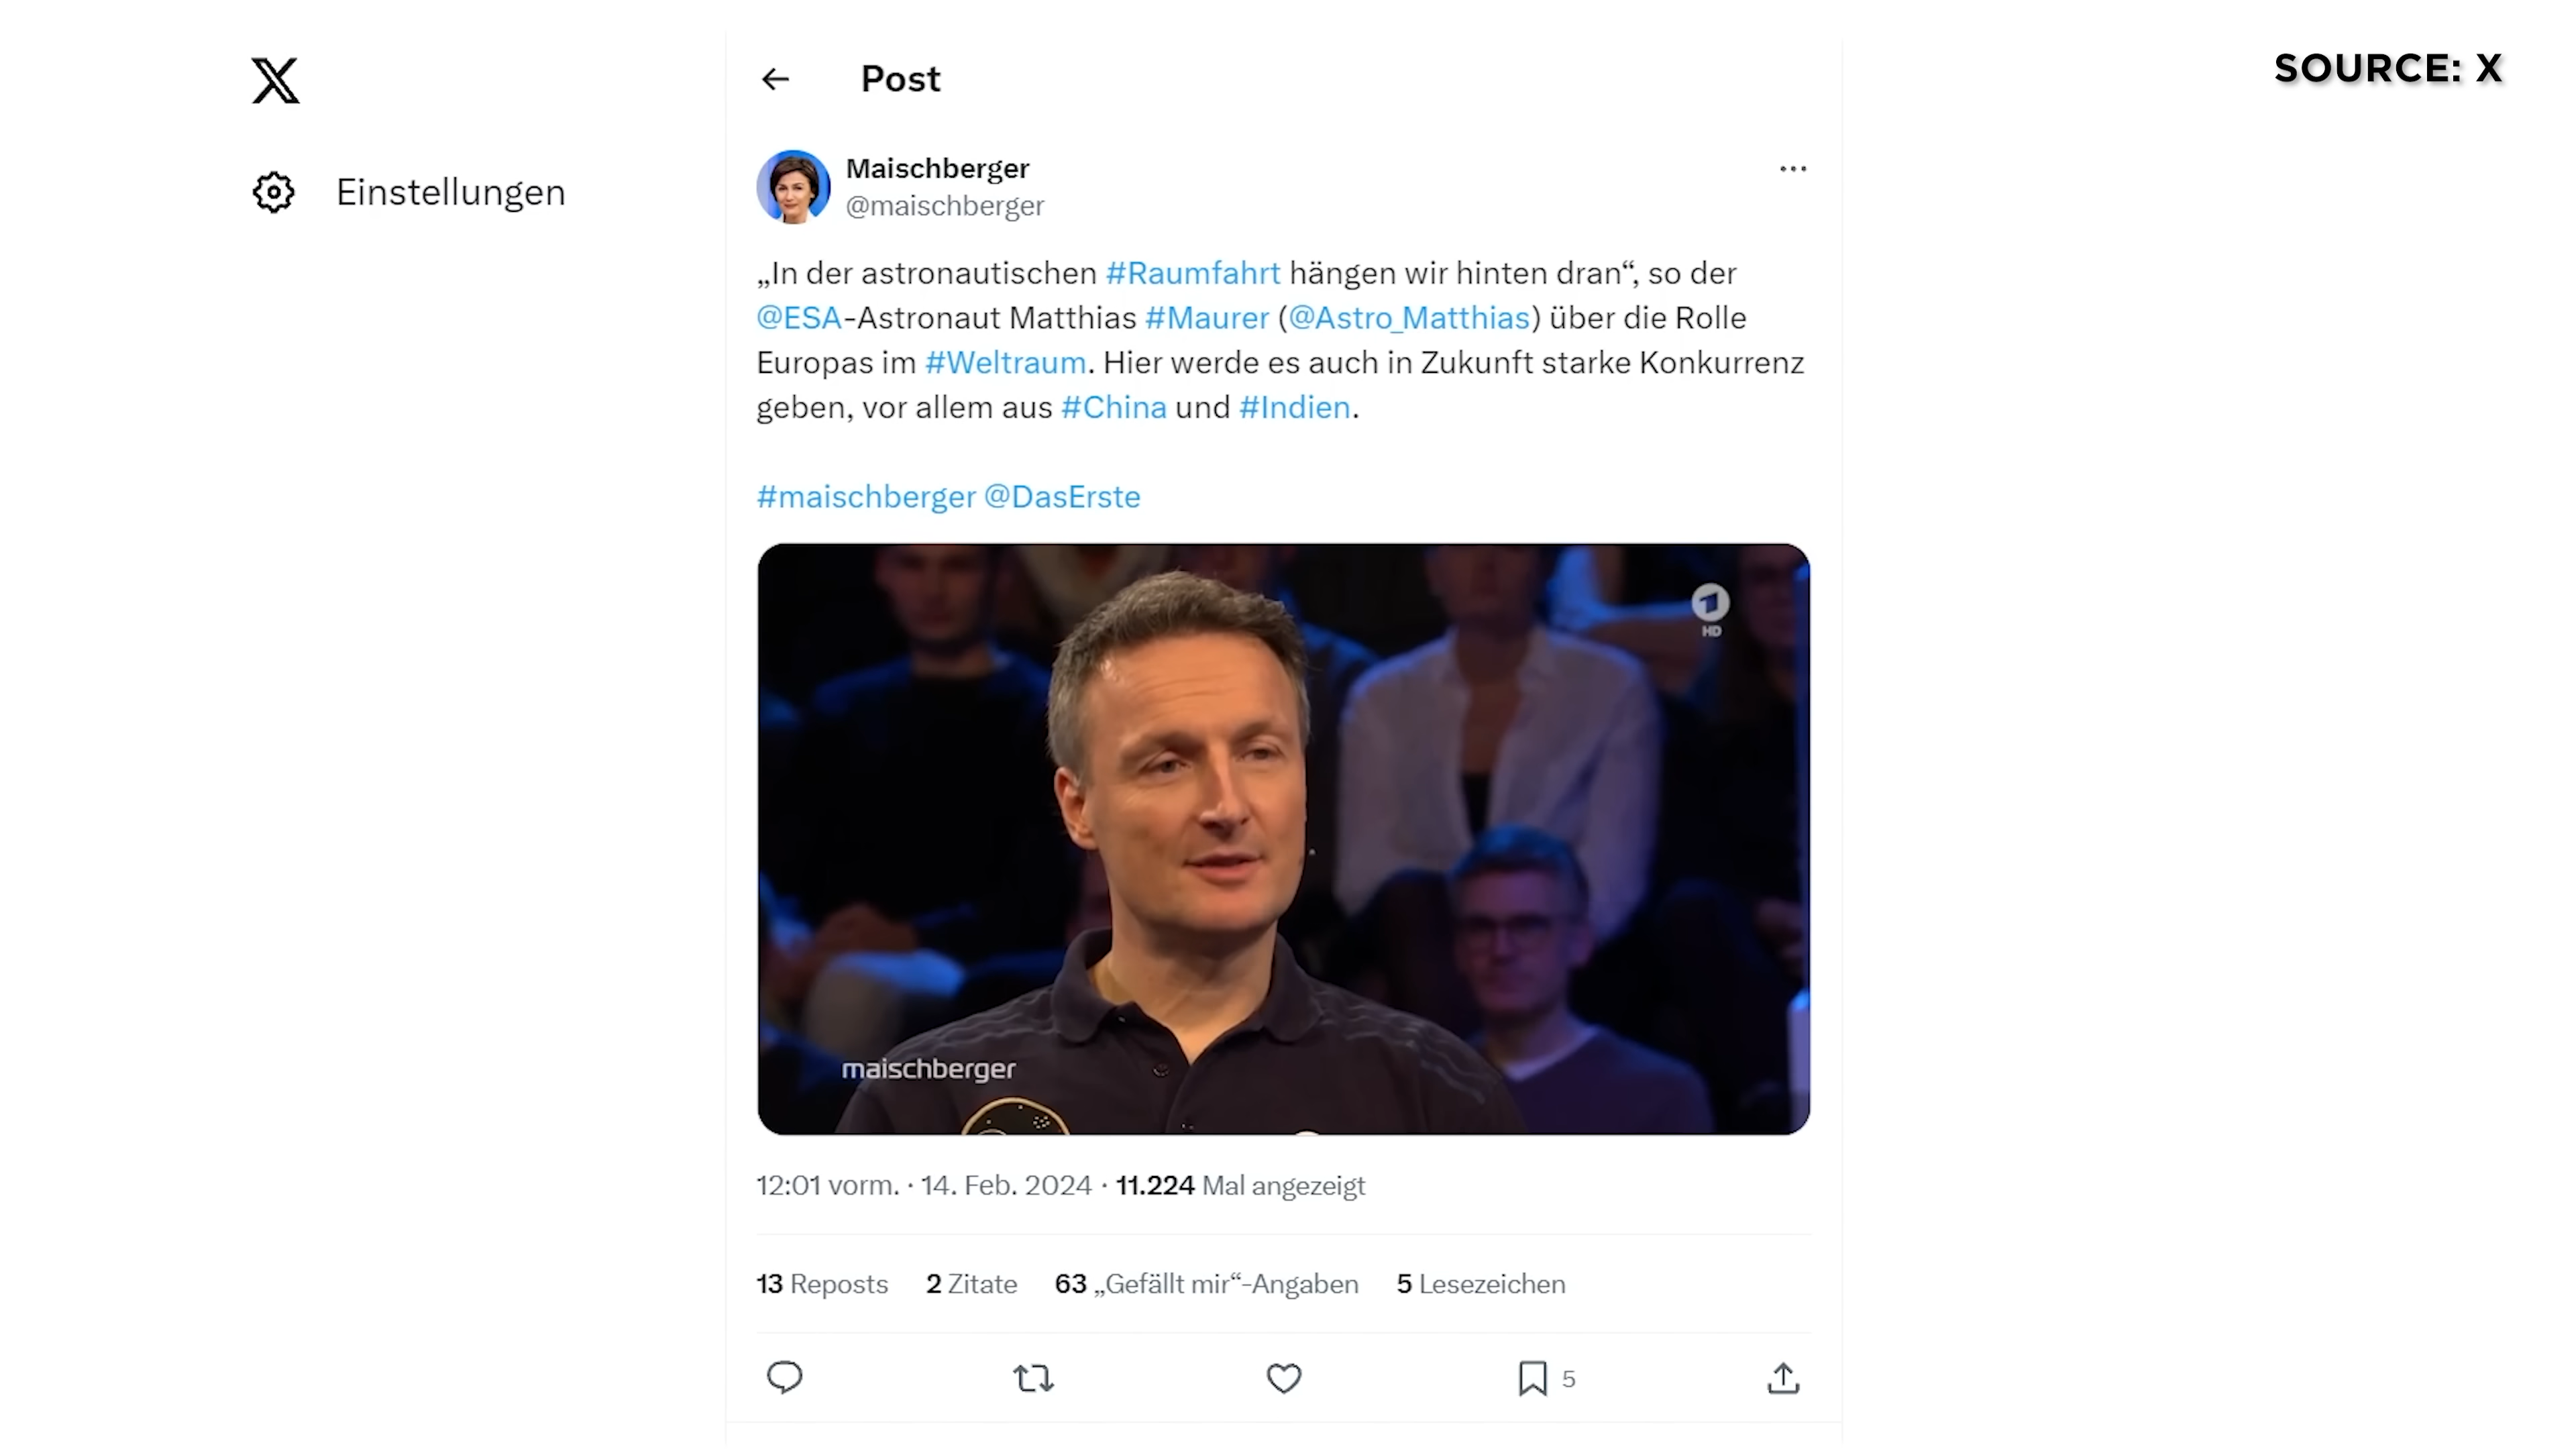 SOURCE: X
Post
Einstellungen
Maischberger
@maischberger
„In der astronautischen #Raumfahrt hängen wir hinten dran“, so der
@ESA-Astronaut Matthias #Maurer (@Astro_Matthias) über die Rolle
Europas im #Weltraum. Hier werde es auch in Zukunft starke Konkurrenz
geben, vor allem aus #China und #Indien.
#maischberger @DasErste
HD
maischberger
12:01 vorm. · 14. Feb. 2024 · 11.224 Mal angezeigt
13 Reposts 2 Zitate 63 „Gefällt mir“-Angaben 5 Lesezeichen
5